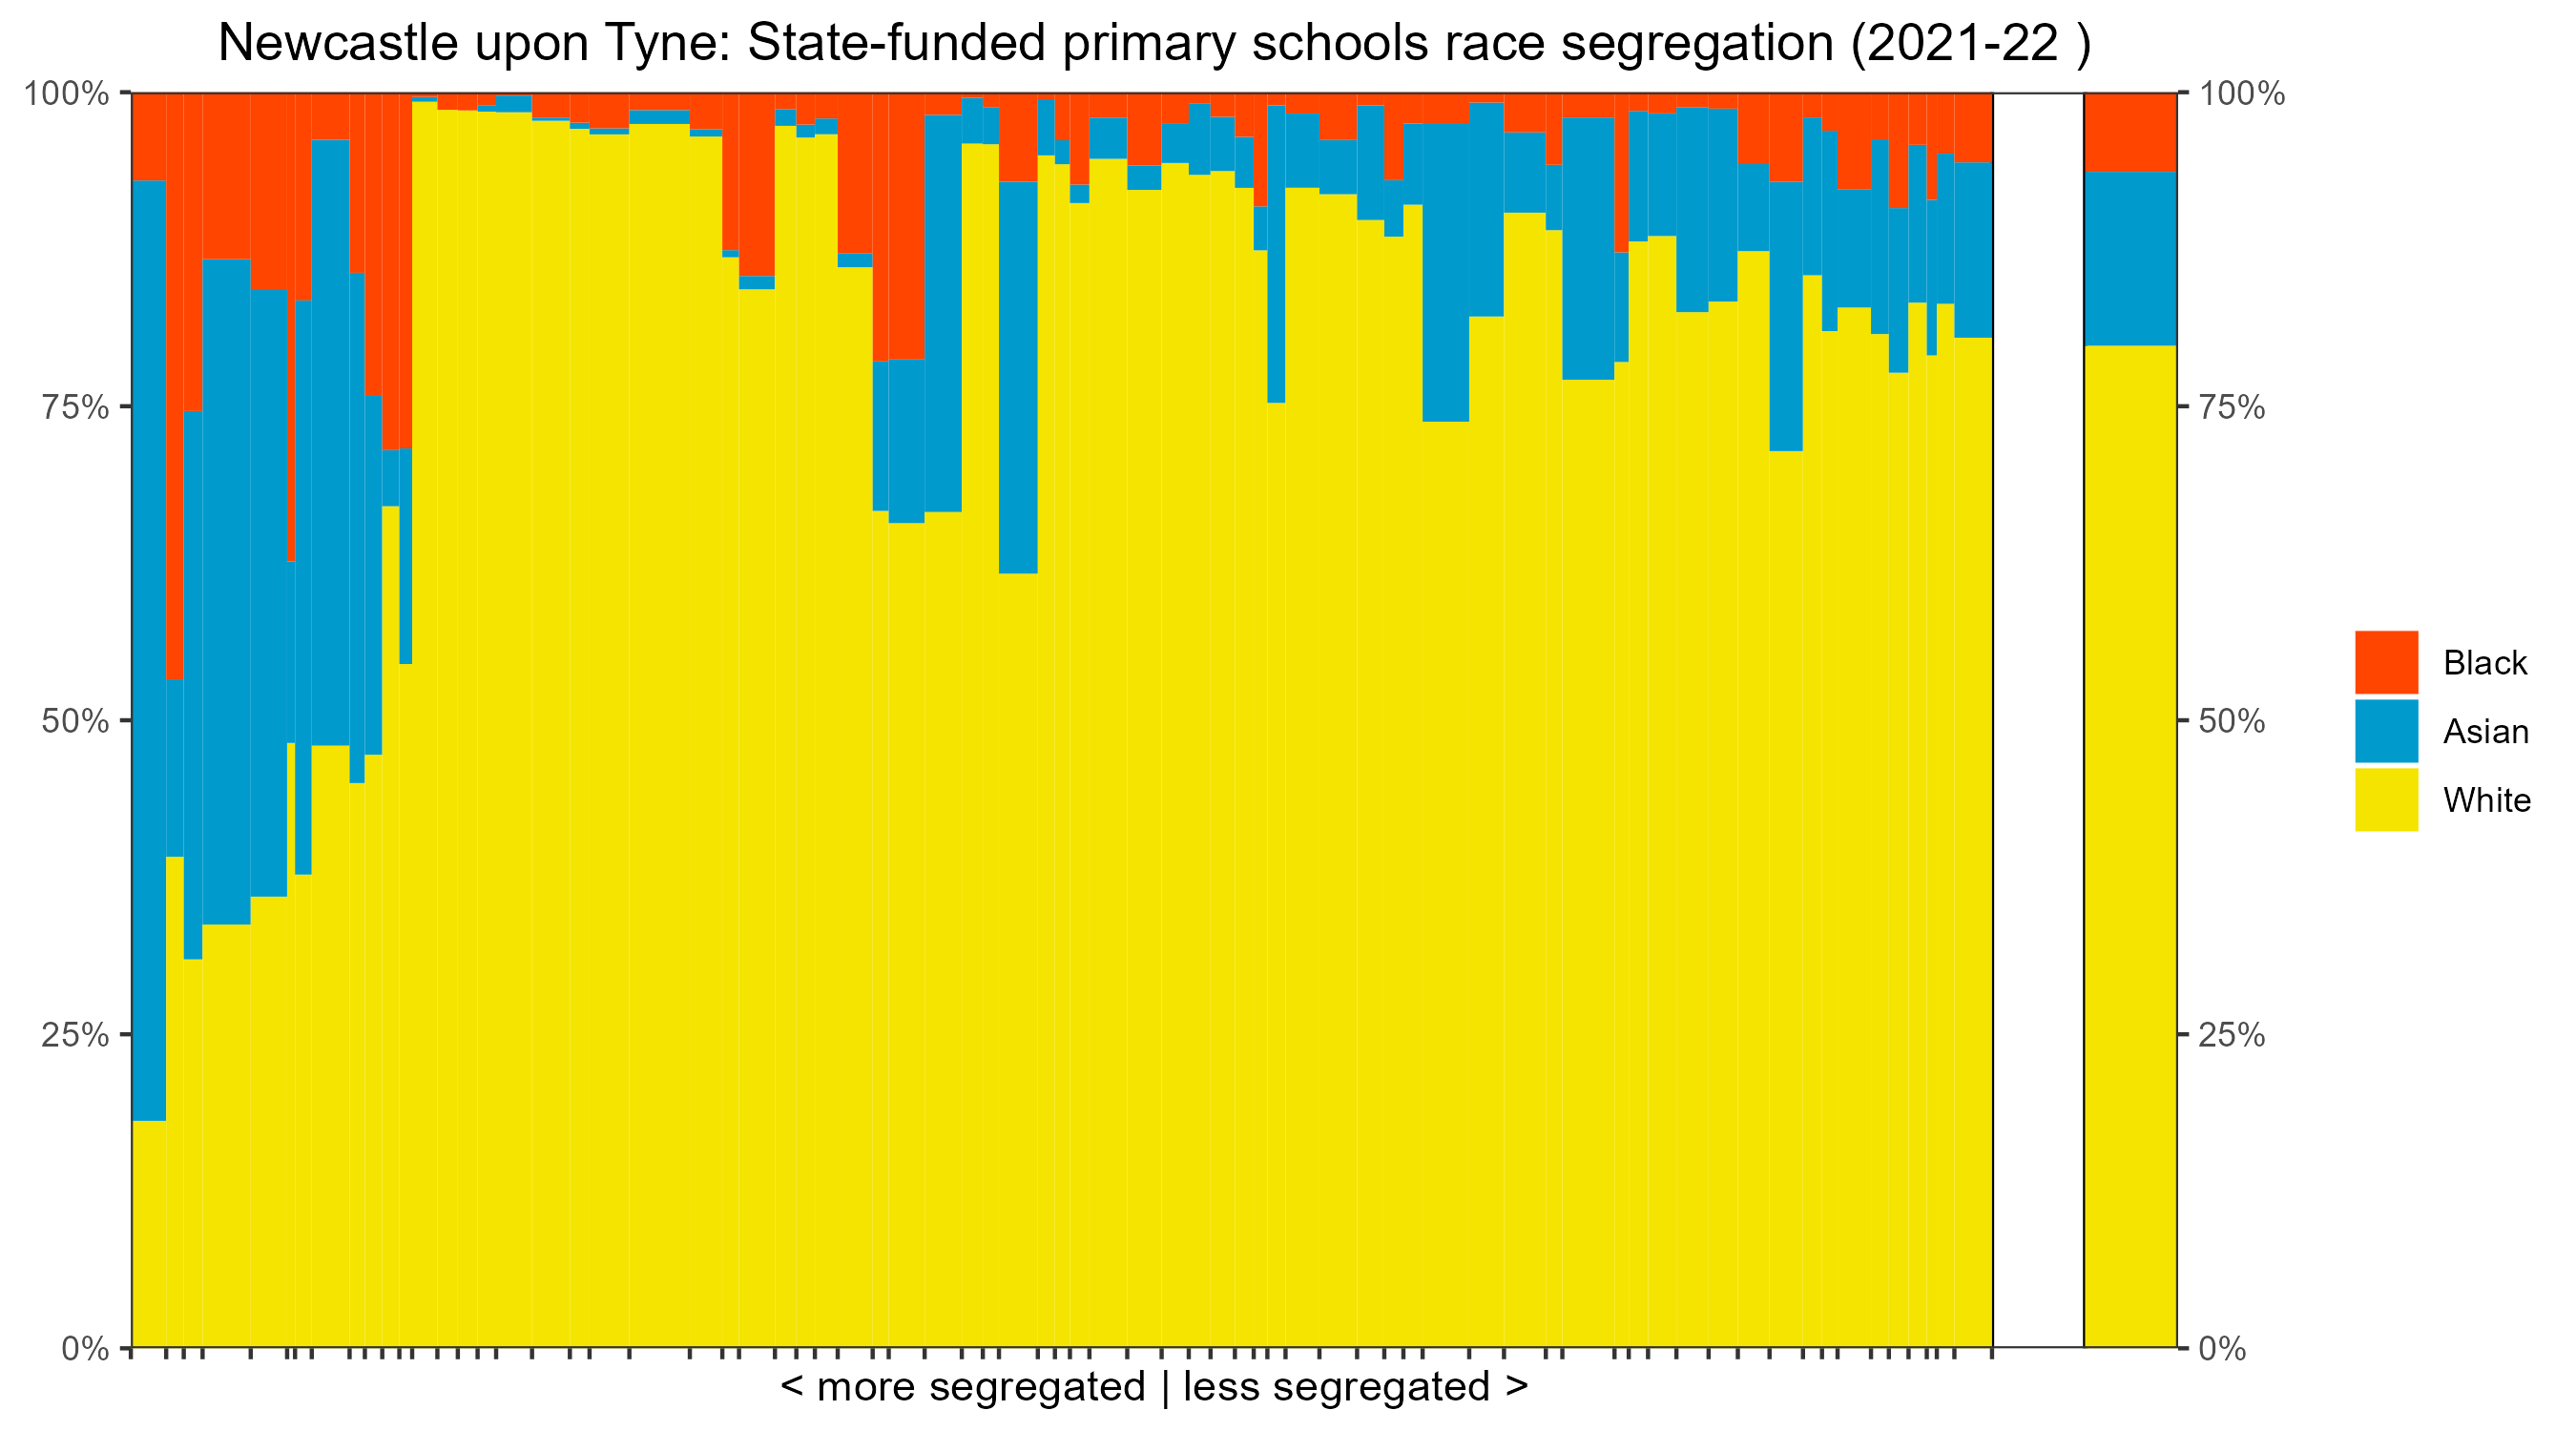 Newcastle upon Tyne: State-funded primary schools race segregation (2021-22 )
100%
75%
50%
25%
0%
100%
75%
50%
25%
0%
Black
Asian
White
< more segregated | less segregated >